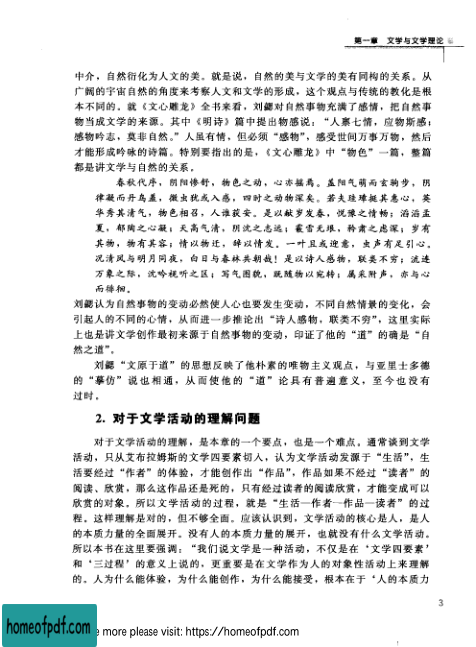 第一章 文学与文学理论
中介，自然衍化为人文的美。就是说，自然的美与文学的美有同构的关系。从
广阔的宇宙自然的角度来考察人文和文学的形成，这个观点与传统的教化是根
本不同的。就《文心雕龙》全书来看，刘勰对自然事物充满了感情，把自然事
物当成文学的来源。其中《明诗》篇中提出物感说：“人禀七情，应物斯感；
感物吟志，莫非自然。”人虽有情，但必须“感物”，感受世间万事万物，然后
才能形成吟咏的诗篇。特别要指出的是，《文心雕龙》中“物色”一篇，整篇
都是讲文学与自然的关系。
春秋代序，阴阳惨舒，物色之动，心亦摇焉。盖阳气萌而玄驹步，阴
律凝而丹鸟羞，微虫犹或入感，四时之动物深矣。若夫珪璋挺其惠心，英
华秀其清气，物色相召，人谁获安。是以献岁发春，悦豫之情畅；滔滔孟
夏，郁陶之心凝；天高气清，阴沈之志远；霰雪无垠，矜肃之虑深；岁有
其物，物有其容；情以物迁，辞以情发。一叶且或迎意，虫声有足引心。
况清风与明月同夜，白日与春林共朝哉！是以诗人感物，联类不穷；流连
万象之际，沈吟视听之区；写气图貌，既随物以宛转；属采附声，亦与心
而徘徊。
刘勰认为自然事物的变动必然使人心也要发生变动，不同自然情景的变化，会
引起人的不同的心情，从而进一步推论出“诗人感物，联类不穷”，这里实际
上也是讲文学创作最初来源于自然事物的变动，印证了他的“道”的确是“自
然之道”。
刘勰“文原于道”的思想反映了他朴素的唯物主义观点，与亚里士多德
的“摹仿”说也相通，从而使他的“道”论具有普遍意义，至今也没有
过时。
2. 对于文学活动的理解问题
对于文学活动的理解，是本章的一个要点，也是一个难点。通常谈到文学
活动，只从艾布拉姆斯的文学四要素切入，认为文学活动发源于“生活”，生
活要经过“作者”的体验，才能创作出“作品”，作品如果不经过“读者”的
阅读、欣赏，那么这作品还是死的，只有经过读者的阅读欣赏，才能变成可以
欣赏的对象。所以文学活动的过程，就是“生活—作者—作品—读者”的过
程。这样理解是对的，但不够全面。应该认识到，文学活动的核心是人，是人
的本质力量的全面展开。没有人的本质力量的展开，也就没有什么文学活动。
所以本书在这里要强调：“我们说文学是一种活动，不仅是在‘文学四要素’
和‘三过程’的意义上说的，更重要是在文学作为人的对象性活动上来理解
的。人为什么能体验，为什么能创作，为什么能接受，根本在于‘人的本质力
3
homeofpdf.com
e more please visit: https://homeofpdf.com